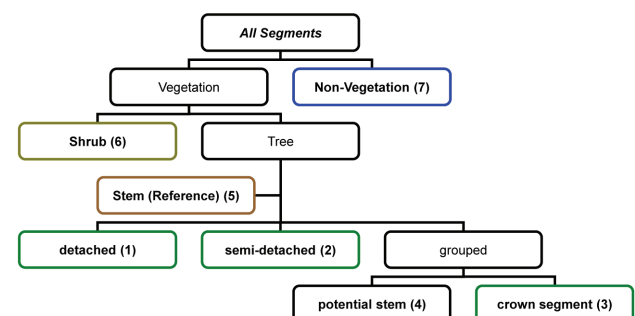 All Segments
Vegetation
Non-Vegetation (7)
Shrub (6)
Tree
Stem (Reference) (5)
detached (1)
semi-detached (2)
grouped
potential stem (4)
crown segment (3)